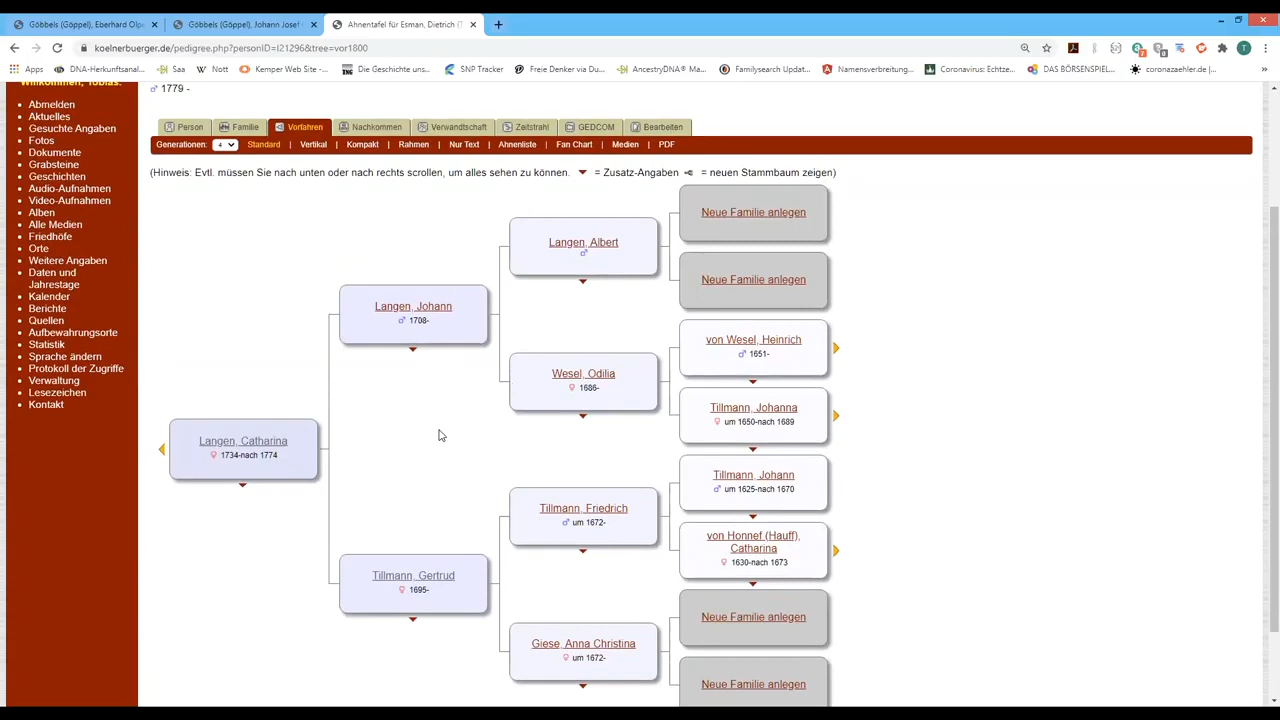 Göbbels (Göppel), Eberhard Olpe
Göbbels (Göppel), Johann Josef
Ahnentafel für Esman, Dietrich (T
koelnerbuerger.de/pedigree.php?personID=I21296&tree=vor1800
Apps
DNA-Herkunftsanal...
Saa
Nott
Kemper Web Site -...
Die Geschichte uns...
SNP Tracker
Freie Denker via Du...
AncestryDNA® Ma...
Familysearch Updat...
Namensverbreitung...
Coronavirus: Echtze...
DAS BÖRSENSPIEL...
coronazaehler.de |...
»
Willkommen, Tobias!
Abmelden
Aktuelles
Gesuchte Angaben
Fotos
Dokumente
Grabsteine
Geschichten
Audio-Aufnahmen
Video-Aufnahmen
Alben
Alle Medien
Friedhöfe
Orte
Weitere Angaben
Daten und
Jahrestage
Kalender
Berichte
Quellen
Aufbewahrungsorte
Statistik
Sprache ändern
Protokoll der Zugriffe
Verwaltung
Lesezeichen
Kontakt
♂ 1779 -
Person
Familie
Vorfahren
Nachkommen
Verwandtschaft
Zeitstrahl
GEDCOM
Bearbeiten
Generationen: 4 Standard | Vertikal | Kompakt | Rahmen | Nur Text | Ahnenliste | Fan Chart | Medien | PDF
(Hinweis: Evtl. müssen Sie nach unten oder nach rechts scrollen, um alles sehen zu können. = Zusatz-Angaben = neuen Stammbaum zeigen)
Langen, Catharina
♀ 1734-nach 1774
Langen, Johann
♂ 1708-
Tillmann, Gertrud
♀ 1695-
Langen, Albert
♂
Wesel, Odilia
♀ 1686-
Tillmann, Friedrich
♂ um 1672-
Giese, Anna Christina
♀ um 1672-
Neue Familie anlegen
Neue Familie anlegen
von Wesel, Heinrich
♂ 1651-
Tillmann, Johanna
♀ um 1650-nach 1689
Tillmann, Johann
♂ um 1625-nach 1670
von Honnef (Hauff),
Catharina
♀ 1630-nach 1673
Neue Familie anlegen
Neue Familie anlegen